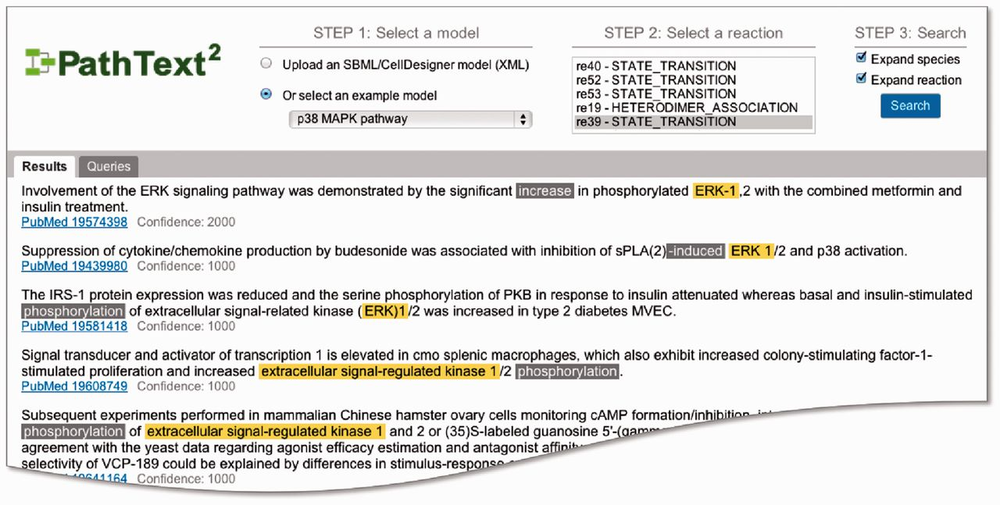 PathText2
STEP 1: Select a model
Upload an SBML/CellDesigner model (XML)
Or select an example model
p38 MAPK pathway
STEP 2: Select a reaction
re40 - STATE_TRANSITION
re52 - STATE_TRANSITION
re53 - STATE_TRANSITION
re19 - HETERODIMER_ASSOCIATION
re39 - STATE_TRANSITION
STEP 3: Search
Expand species
Expand reaction
Search
Results Queries
Involvement of the ERK signaling pathway was demonstrated by the significant increase in phosphorylated ERK-1,2 with the combined metformin and
insulin treatment.
PubMed 19574398 Confidence: 2000
Suppression of cytokine/chemokine production by budesonide was associated with inhibition of sPLA(2)-induced ERK 1/2 and p38 activation.
PubMed 19439980 Confidence: 1000
The IRS-1 protein expression was reduced and the serine phosphorylation of PKB in response to insulin attenuated whereas basal and insulin-stimulated
phosphorylation of extracellular signal-related kinase (ERK)1/2 was increased in type 2 diabetes MVEC.
PubMed 19581418 Confidence: 1000
Signal transducer and activator of transcription 1 is elevated in cmo splenic macrophages, which also exhibit increased colony-stimulating factor-1-
stimulated proliferation and increased extracellular signal-regulated kinase 1/2 phosphorylation.
PubMed 19608749 Confidence: 1000
Subsequent experiments performed in mammalian Chinese hamster ovary cells monitoring cAMP formation/inhibition,
phosphorylation of extracellular signal-regulated kinase 1 and 2 or (35)S-labeled guanosine 5'-
agreement with the yeast data regarding agonist efficacy estimation and antagonist affinity
selectivity of VCP-189 could be explained by differences in stimulus-response
19641164 Confidence: 1000